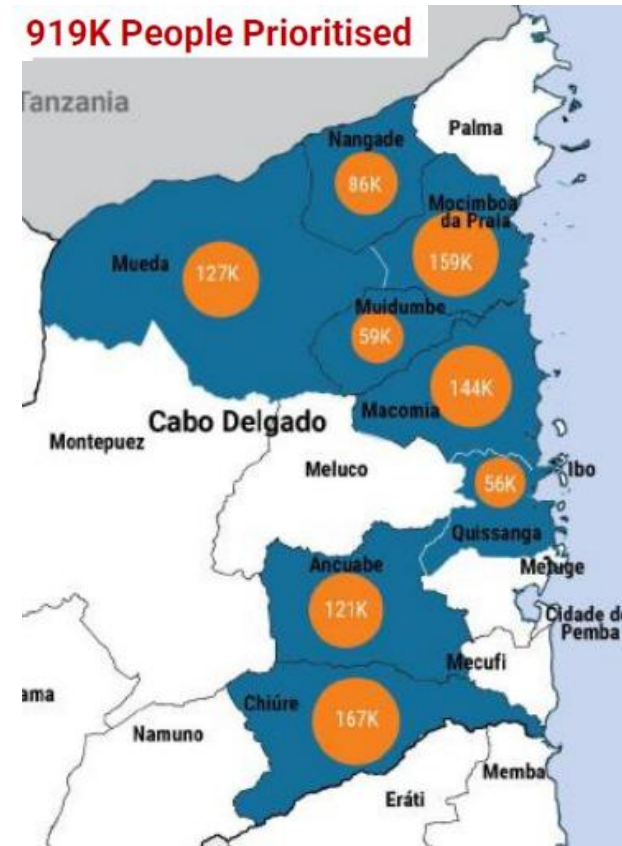 919K People Prioritised
Tanzania
Palma
Nangade
86K
Mocimboa
da Praia
159K
Mueda
127K
Muidumbe
59K
144K
Macomia
Cabo Delgado
Montepuez
Meluco
Ibo
56K
Quissanga
Ancuabe
Metuge
121K
Cidade de
Pemba
Mecufi
ama
Chiúre
167K
Namuno
Memba
Eráti